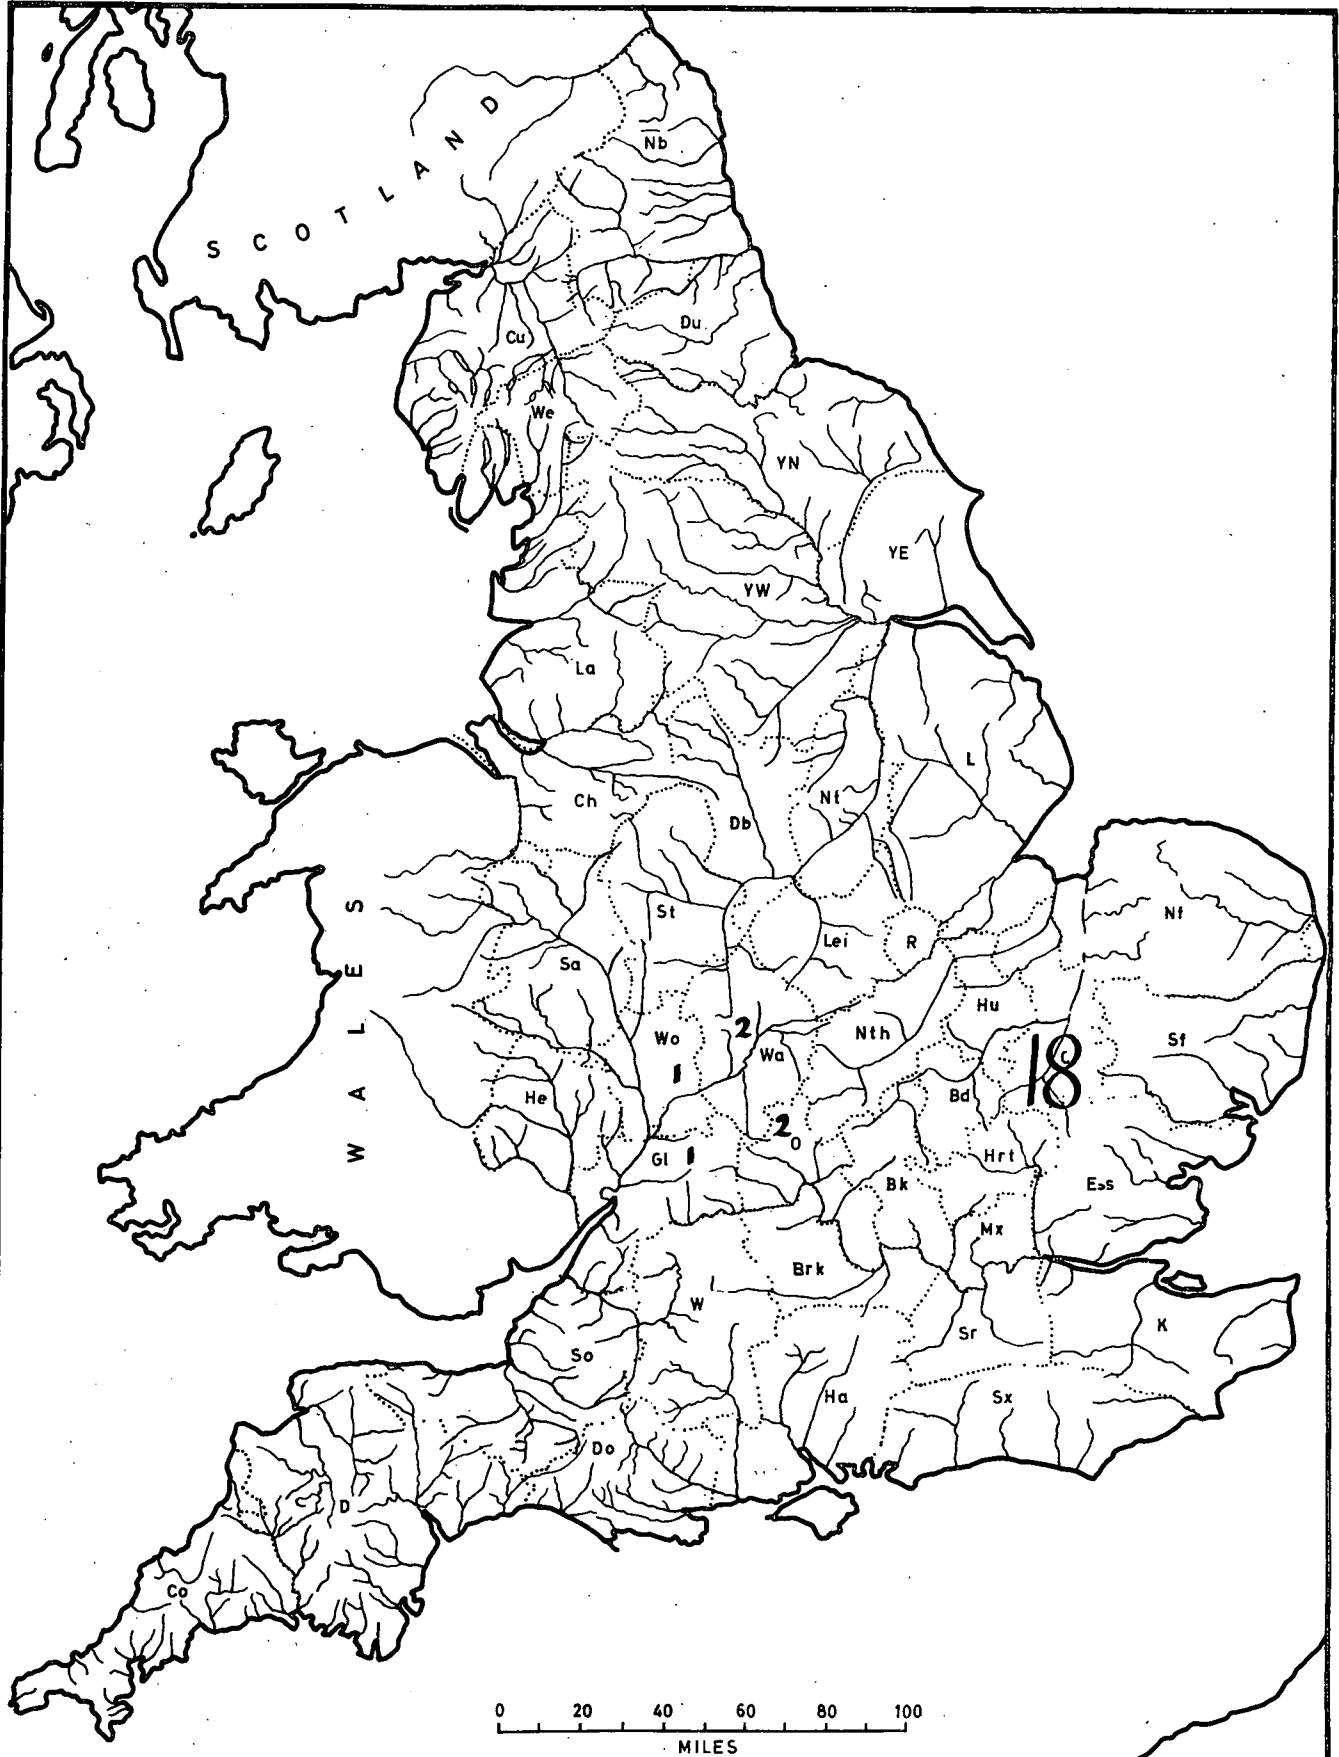 SCOTLAND
Nb
Cu
Du
We
YN
YE
YW
La
L
Ch
Nt
Db
WALES
St
Nf
Lei
R
Sa
Hu
2
Wo
Wa
Nth
C
18
Sf
1
He
Bd
2
O
Gl
1
Hrt
Bk
Ess
Mx
Brk
W
K
So
Sr
Ha
Sx
Do
D
Co
0 20 40 60 80 100
MILES